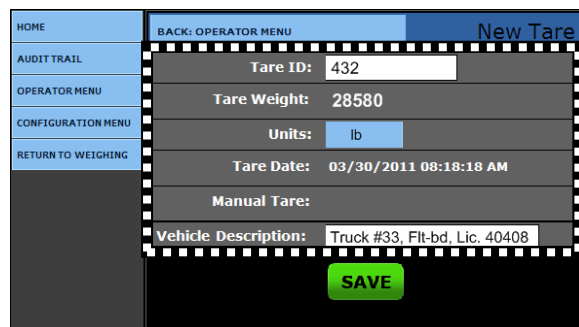 HOME
BACK: OPERATOR MENU
New Tare
AUDIT TRAIL
OPERATOR MENU
CONFIGURATION MENU
RETURN TO WEIGHING
Tare ID: 432
Tare Weight: 28580
Units: lb
Tare Date: 03/30/2011 08:18:18 AM
Manual Tare:
Vehicle Description: Truck #33, Flt-bd, Lic. 40408
SAVE